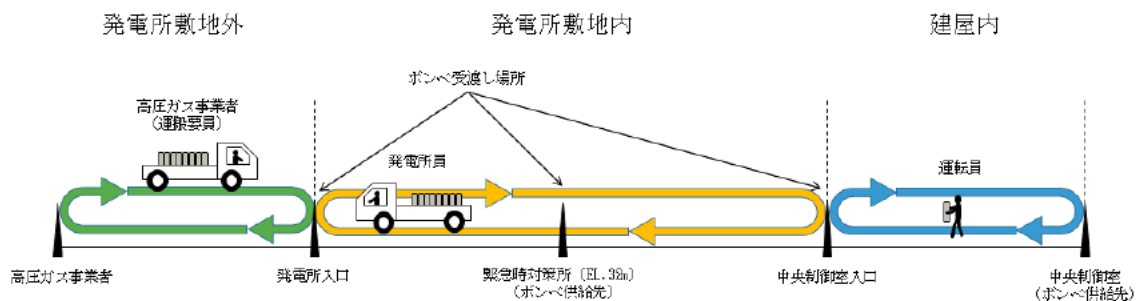 発電所敷地外
発電所敷地内
建屋内
ボンベ受渡し場所
高圧ガス事業者
(運搬要員)
発電所員
運転員
高圧ガス事業者
発電所入口
緊急時対策所（EL.32m）
(ボンベ供給先)
中央制御室入口
中央制御室
(ボンベ供給先)